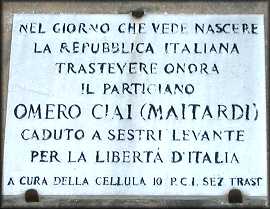 NEL GIORNO CHE VEDE NASCERE
LA REPUBBLICA ITALIANA
TRASTEVERE ONORA
IL PARTIGIANO
OMERO CIAI (MAITARDI)
CADUTO A SESTRI LEVANTE
PER LA LIBERTÁ D'ITALIA
A CURA DELLA CELLULA 10 P.C.I. SEZ TRAST